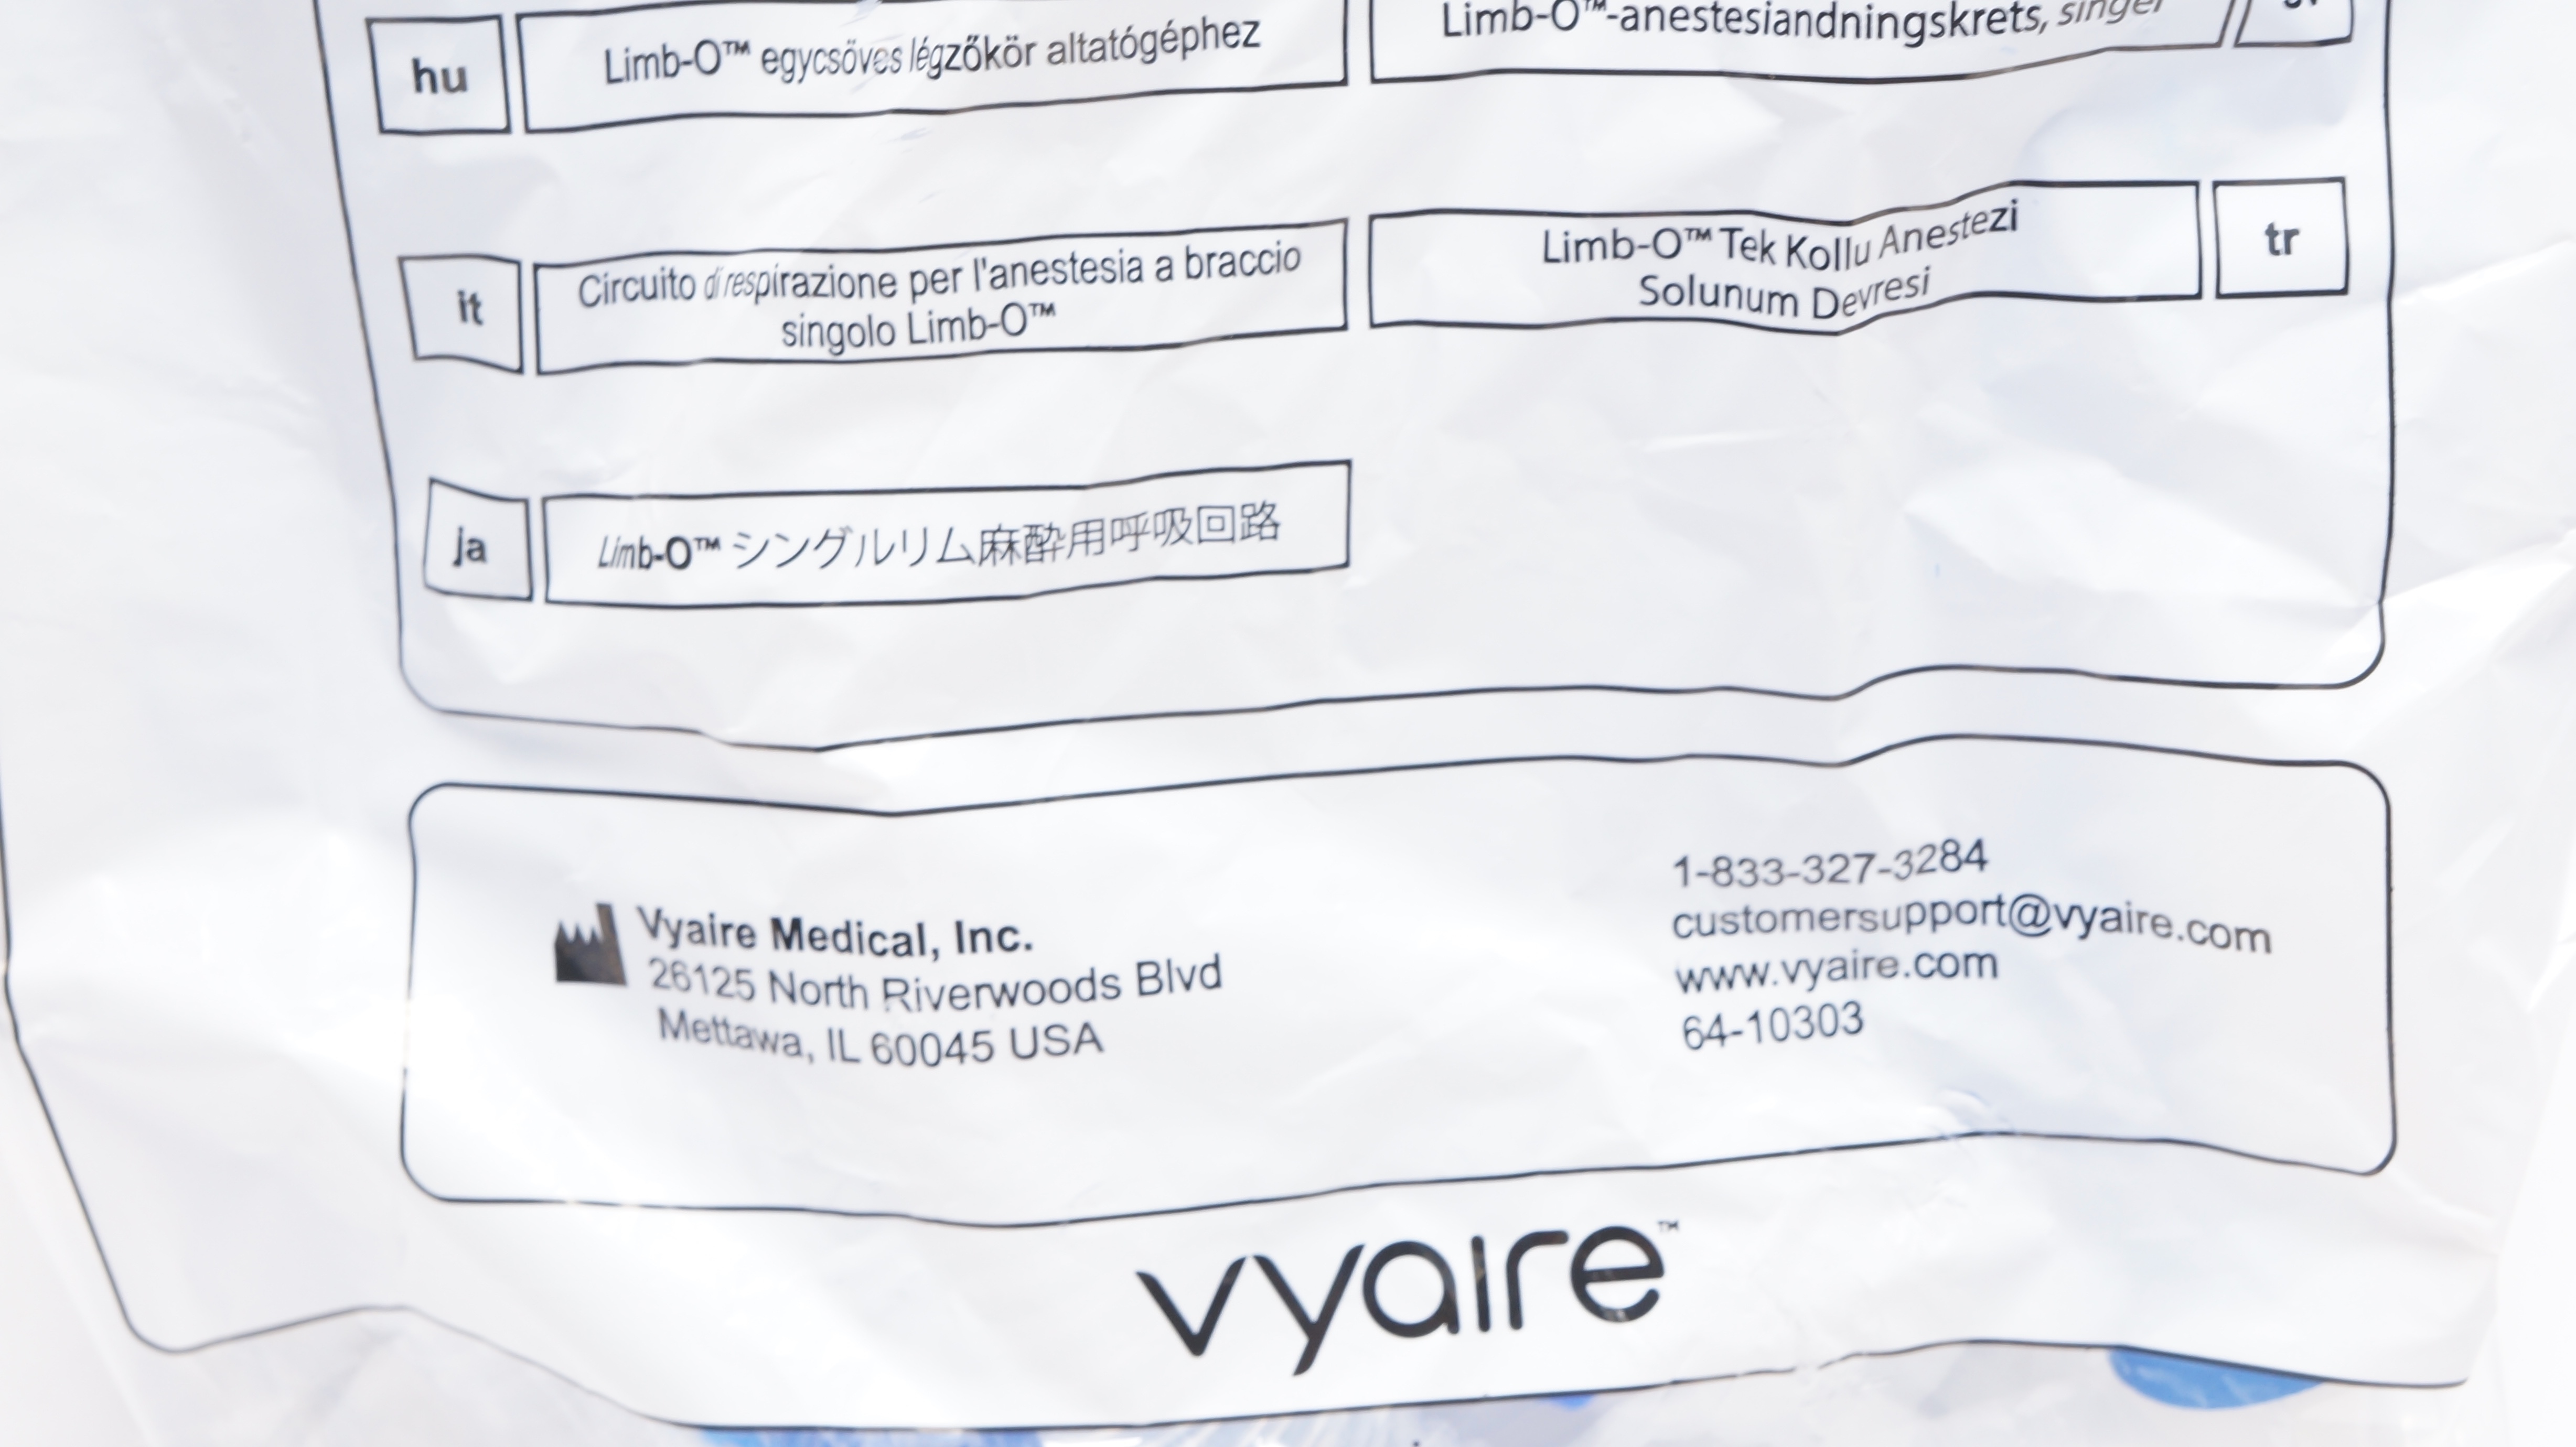 hu
Limb-O™ egycsöves légzőkör altatógéphez
Limb-O™-anestesiandningskrets, singel
it
Circuito di respirazione per l'anestesia a braccio
singolo Limb-O™
Limb-O™ Tek Kollu Anestezi
Solunum Devresi
tr
ja
Limb-O™ シングルリム麻酔用呼吸回路
Vyaire Medical, Inc.
26125 North Riverwoods Blvd
Mettawa, IL 60045 USA
1-833-327-3284
customersupport@vyaire.com
www.vyaire.com
64-10303
vyaire™